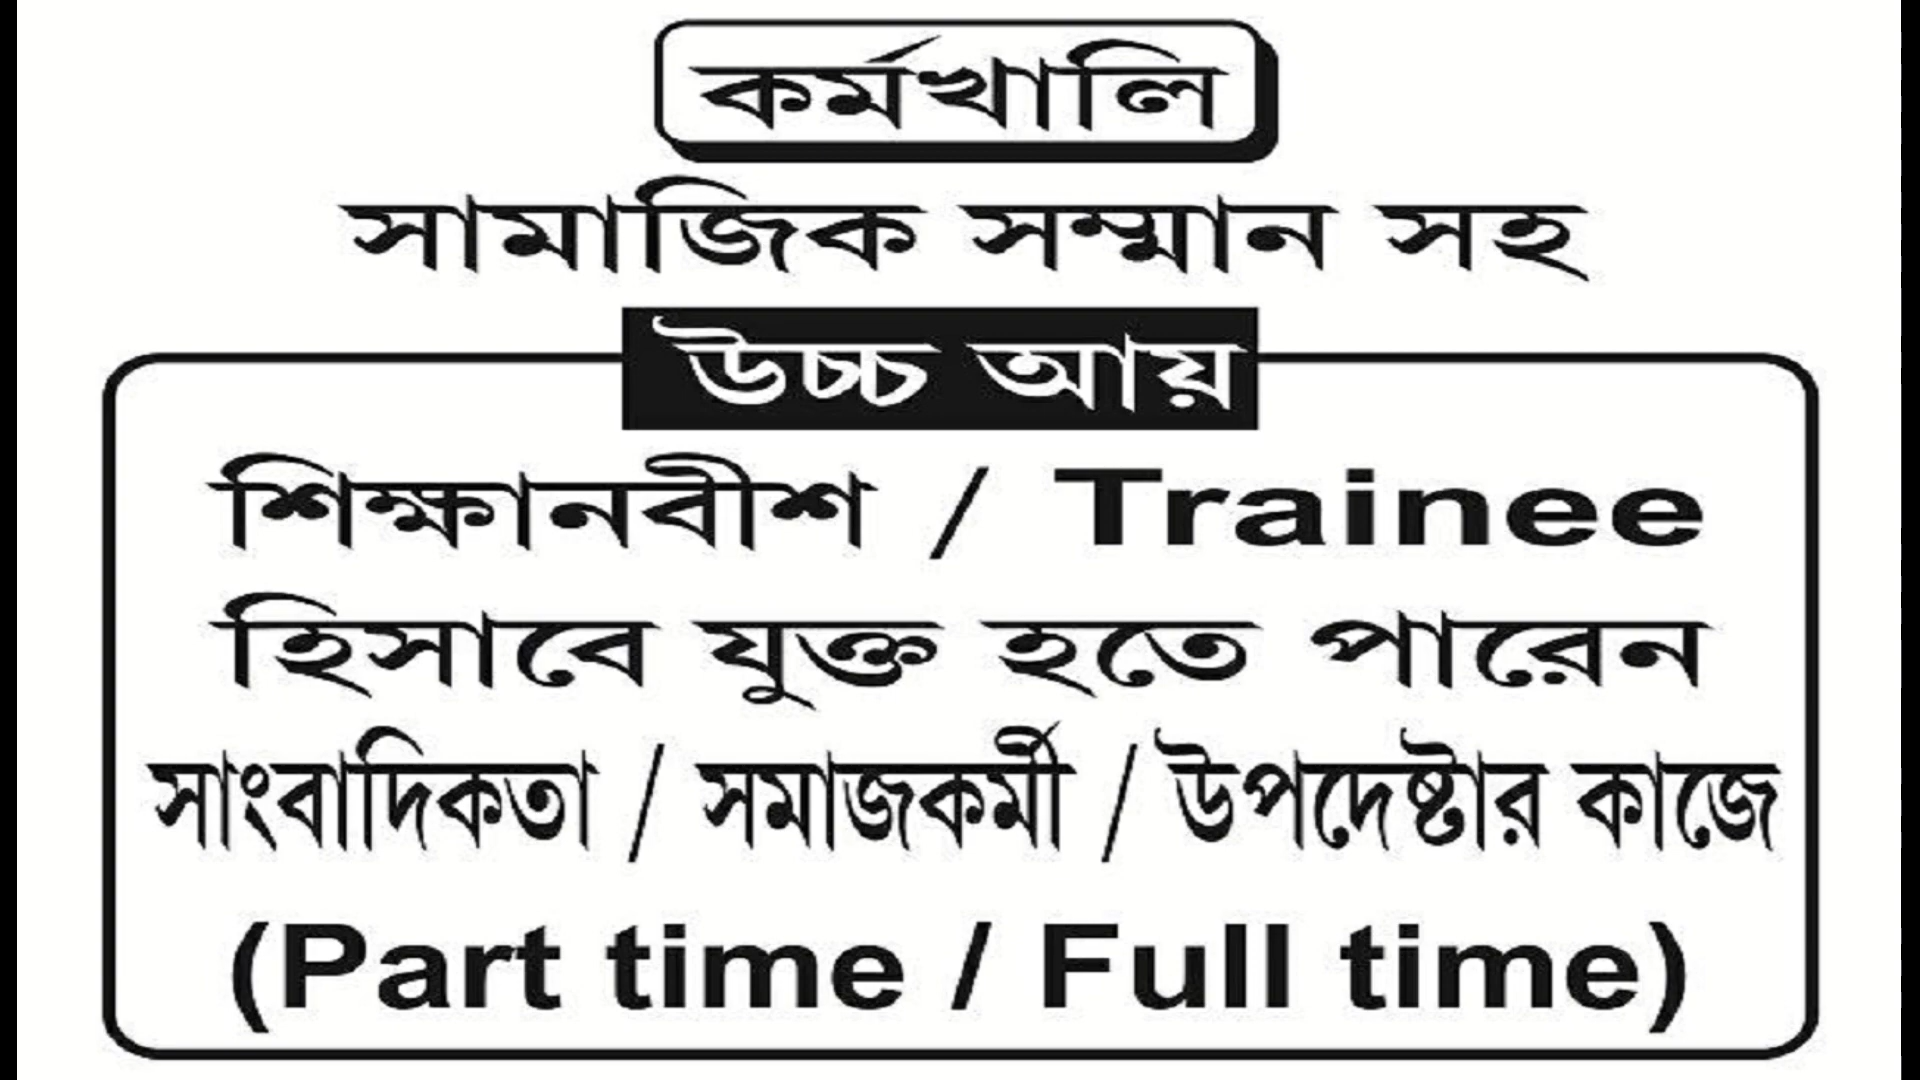 কর্মখালি
সামাজিক সম্মান সহ
উচ্চ আয়
শিক্ষানবীশ / Trainee
হিসাবে যুক্ত হতে পারেন
সাংবাদিকতা / সমাজকর্মী / উপদেষ্টার কাজে
(Part time / Full time)